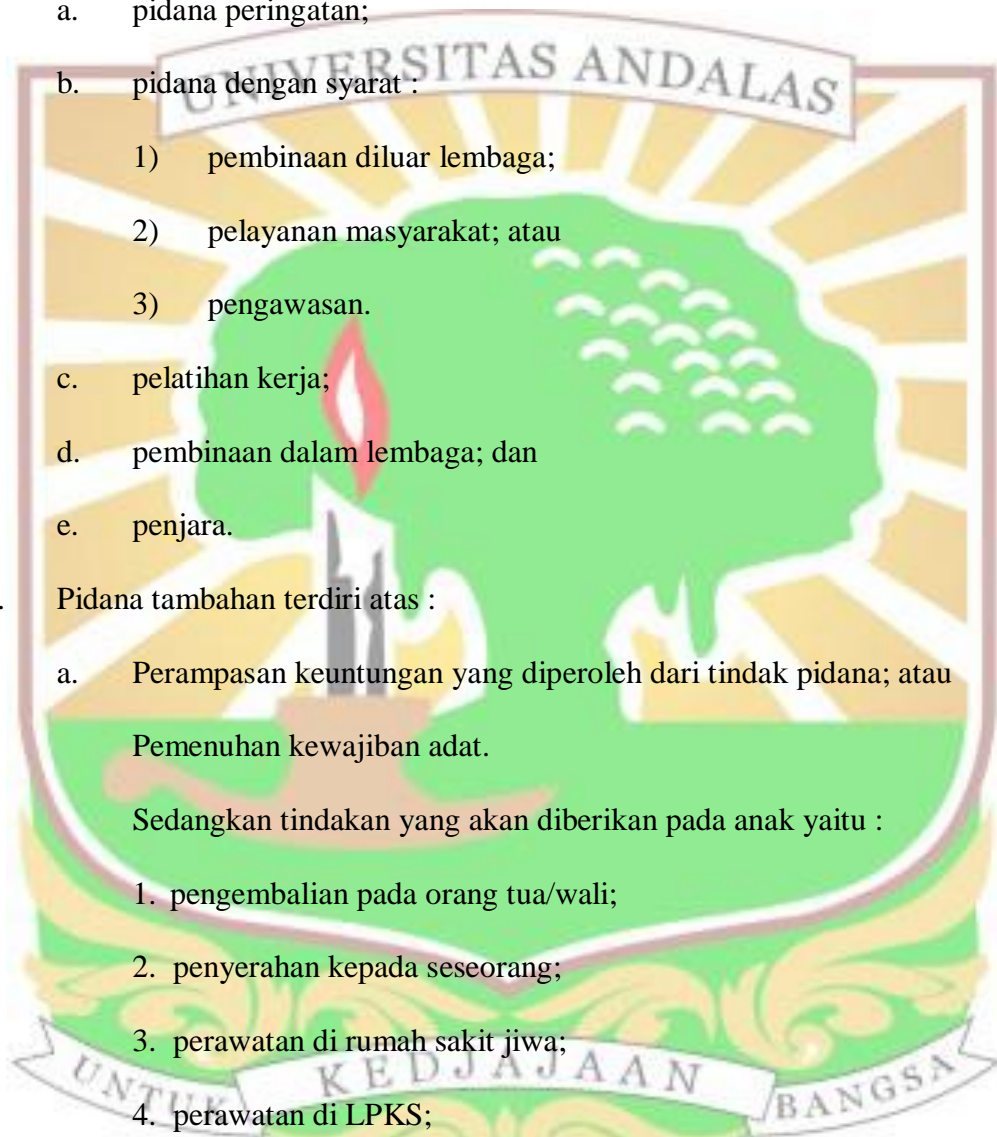 a. pidana peringatan;
UNIVERSITAS ANDALAS
b. pidana dengan syarat :
1) pembinaan diluar lembaga;
2) pelayanan masyarakat; atau
3) pengawasan.
c. pelatihan kerja;
d. pembinaan dalam lembaga; dan
e. penjara.
. Pidana tambahan terdiri atas :
a. Perampasan keuntungan yang diperoleh dari tindak pidana; atau
Pemenuhan kewajiban adat.
Sedangkan tindakan yang akan diberikan pada anak yaitu :
1. pengembalian pada orang tua/wali;
2. penyerahan kepada seseorang;
3. perawatan di rumah sakit jiwa;
UNTUK KEDJAJAAN BANGSA
4. perawatan di LPKS;